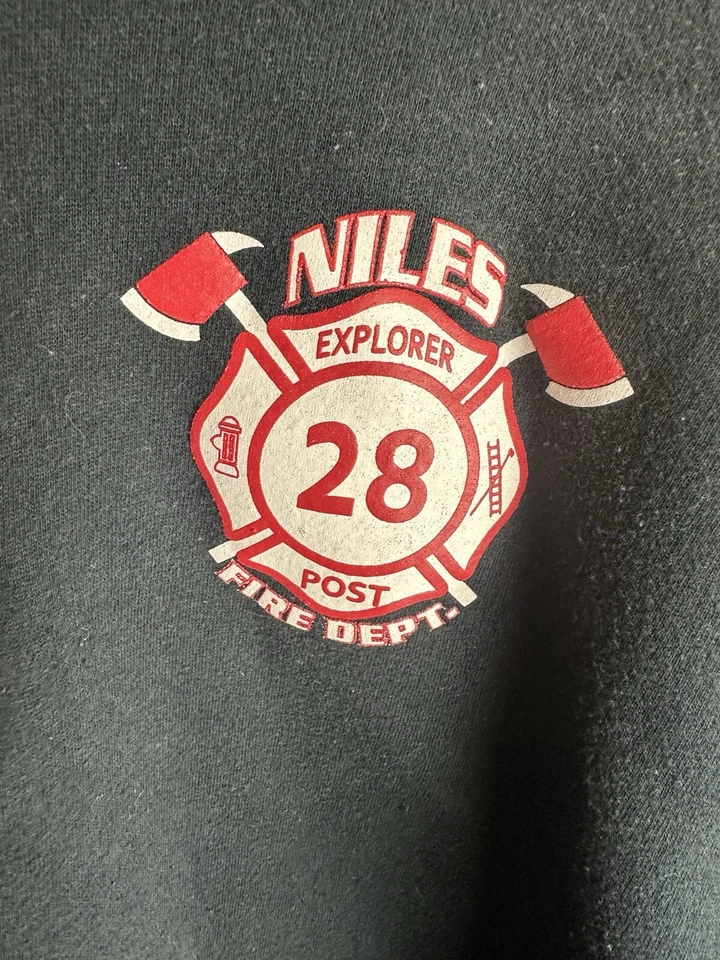 NILES
EXPLORER
28
POST
FIRE DEPT.